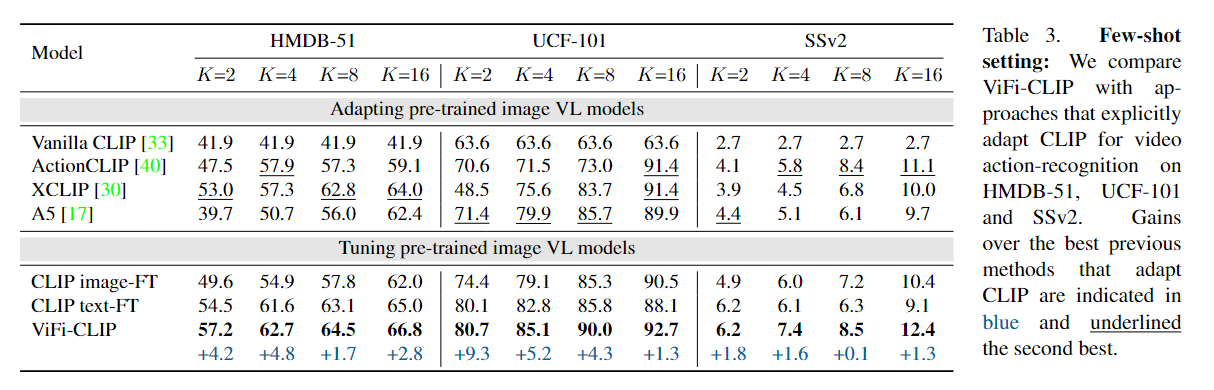 Model HMDB-51 UCF-101 SSv2
K=2 K=4 K=8 K=16 K=2 K=4 K=8 K=16 K=2 K=4 K=8 K=16
Adapting pre-trained image VL models
Vanilla CLIP [33] 41.9 41.9 41.9 41.9 63.6 63.6 63.6 63.6 2.7 2.7 2.7 2.7
ActionCLIP [40] 47.5 57.9 57.3 59.1 70.6 71.5 73.0 91.4 4.1 5.8 8.4 11.1
XCLIP [30] 53.0 57.3 62.8 64.0 48.5 75.6 83.7 91.4 3.9 4.5 6.8 10.0
A5 [17] 39.7 50.7 56.0 62.4 71.4 79.9 85.7 89.9 4.4 5.1 6.1 9.7
Tuning pre-trained image VL models
CLIP image-FT 49.6 54.9 57.8 62.0 74.4 79.1 85.3 90.5 4.9 6.0 7.2 10.4
CLIP text-FT 54.5 61.6 63.1 65.0 80.1 82.8 85.8 88.1 6.2 6.1 6.3 9.1
ViFi-CLIP 57.2 62.7 64.5 66.8 80.7 85.1 90.0 92.7 6.2 7.4 8.5 12.4
+4.2 +4.8 +1.7 +2.8 +9.3 +5.2 +4.3 +1.3 +1.8 +1.6 +0.1 +1.3
Table 3. Few-shot
setting: We compare
ViFi-CLIP with ap-
proaches that explicitly
adapt CLIP for video
action-recognition on
HMDB-51, UCF-101
and SSv2. Gains
over the best previous
methods that adapt
CLIP are indicated in
blue and underlined
the second best.